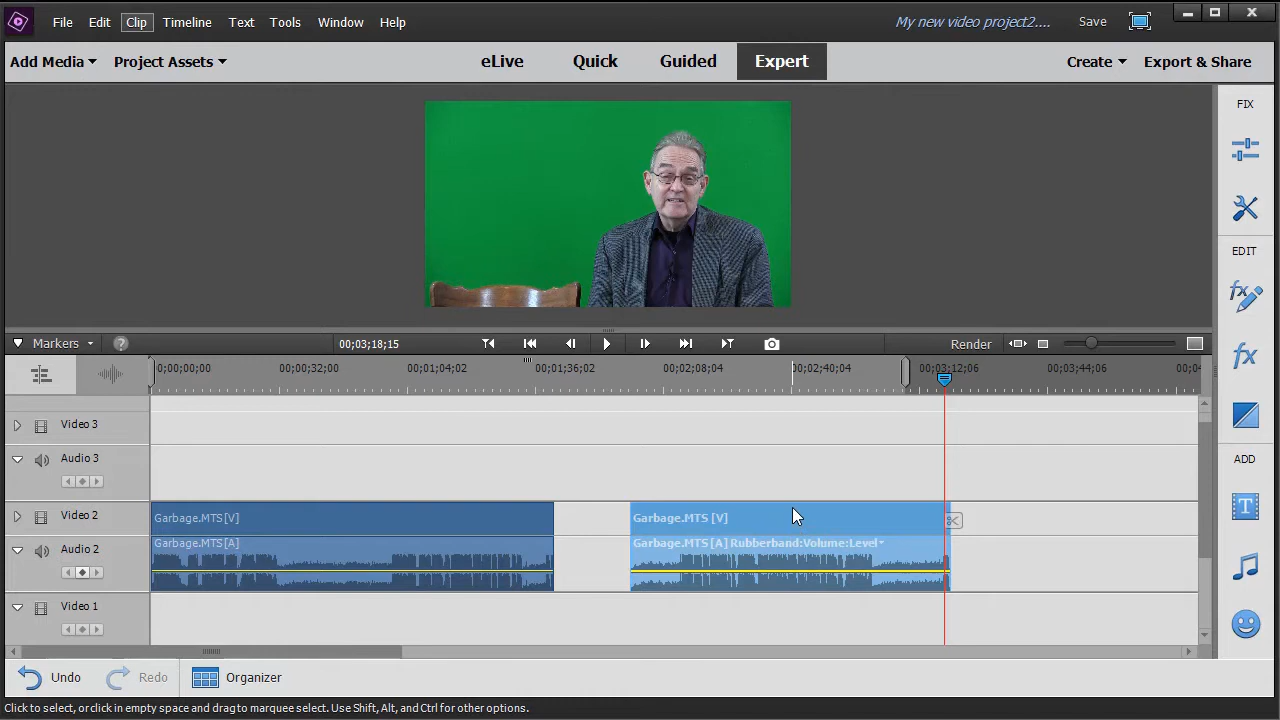 File Edit Clip Timeline Text Tools Window Help My new video project2.... Save
Add Media Project Assets eLive Quick Guided Expert Create Export & Share
FIX
Markers ? 00;03;18;15 Render
EDIT
;00;00;00 00;00;32;00 00;01;04;02 00;01;36;02 00;02;08;04 00;02;40;04 00;03;12;06 00;03;44;06 00;04
Video 3
Audio 3
ADD
Video 2 Garbage.MTS[V] Garbage.MTS [V]
Audio 2 Garbage.MTS[A] Garbage.MTS [A] Rubberband:Volume:Level
Video 1
Undo Redo Organizer
Click to select, or click in empty space and drag to marquee select. Use Shift, Alt, and Ctrl for other options.